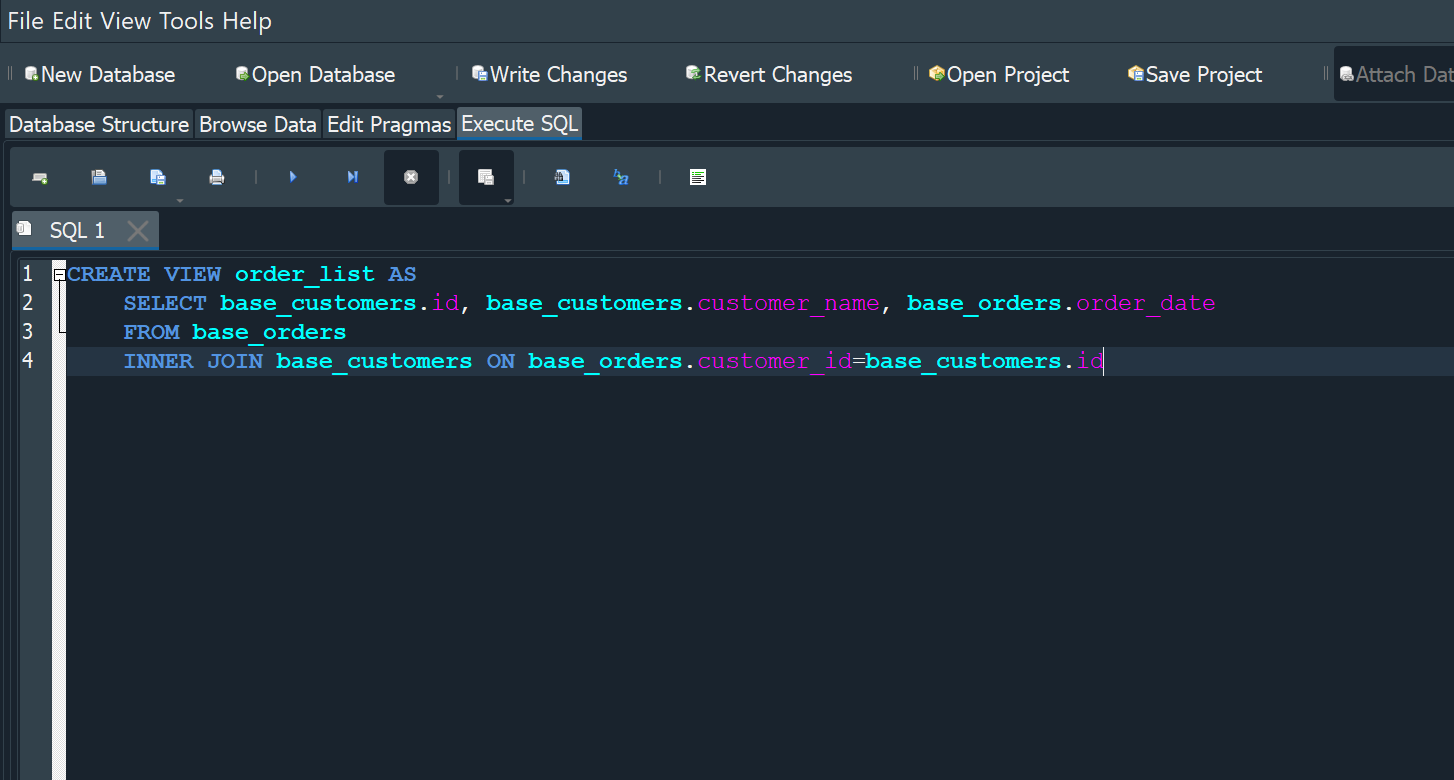 File Edit View Tools Help
New Database Open Database Write Changes Revert Changes Open Project Save Project Attach Dat
Database Structure Browse Data Edit Pragmas Execute SQL
SQL 1
1 CREATE VIEW order_list AS
2 SELECT base_customers.id, base_customers.customer_name, base_orders.order_date
3 FROM base_orders
4 INNER JOIN base_customers ON base_orders.customer_id=base_customers.id